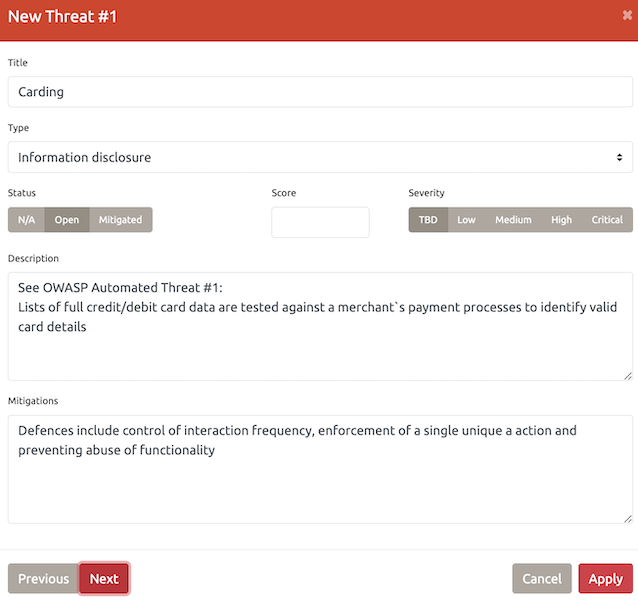 New Threat #1
Title
Carding
Type
Information disclosure
Status Score Severity
N/A Open Mitigated TBD Low Medium High Critical
Description
See OWASP Automated Threat #1:
Lists of full credit/debit card data are tested against a merchant`s payment processes to identify valid
card details
Mitigations
Defences include control of interaction frequency, enforcement of a single unique a action and
preventing abuse of functionality
Previous Next Cancel Apply